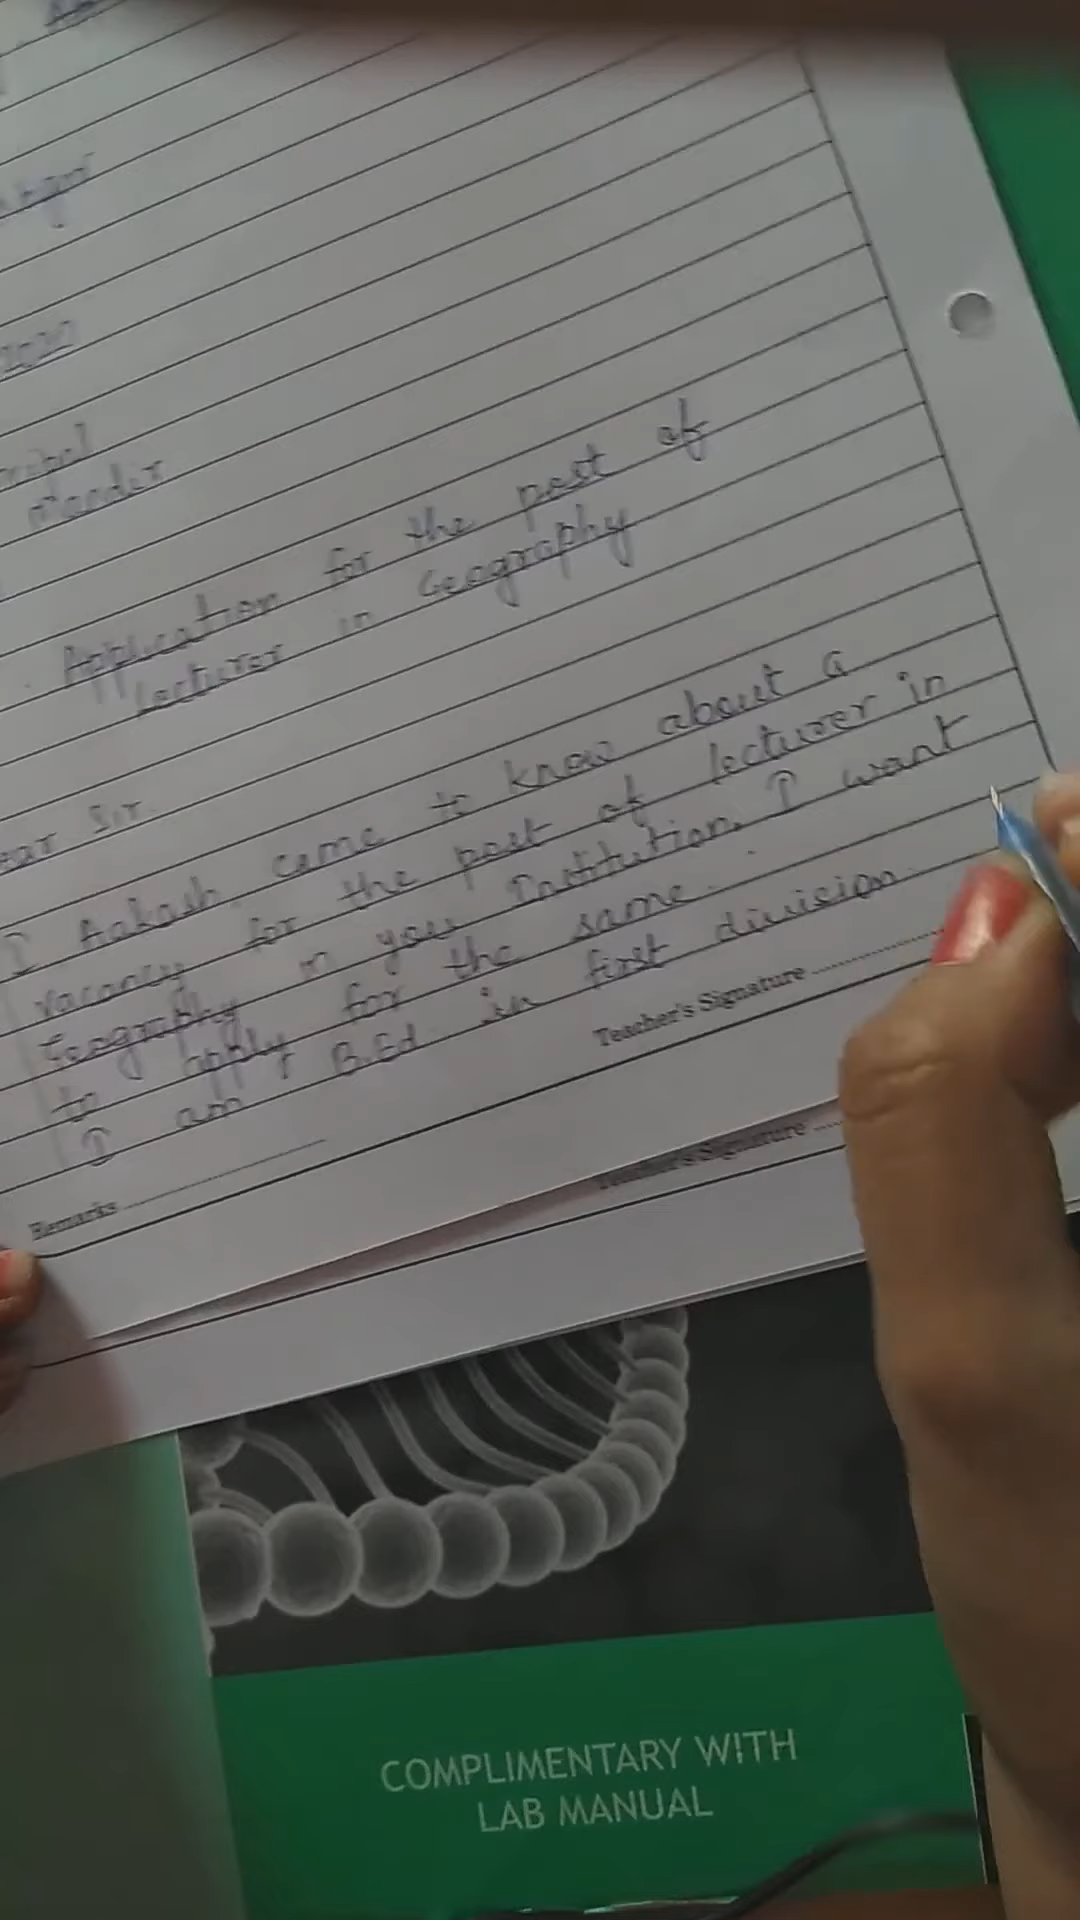 2020
Mandir
Application for the post of
Lecturer in Geography
Sir
I Aakash, came to know about a
vacancy for the post of lecturer in
Geography in your Institution. I want
to apply for the same.
I am B.Ed in first division.
Remarks
Teacher's Signature
Teacher's Signature
COMPLIMENTARY WITH
LAB MANUAL